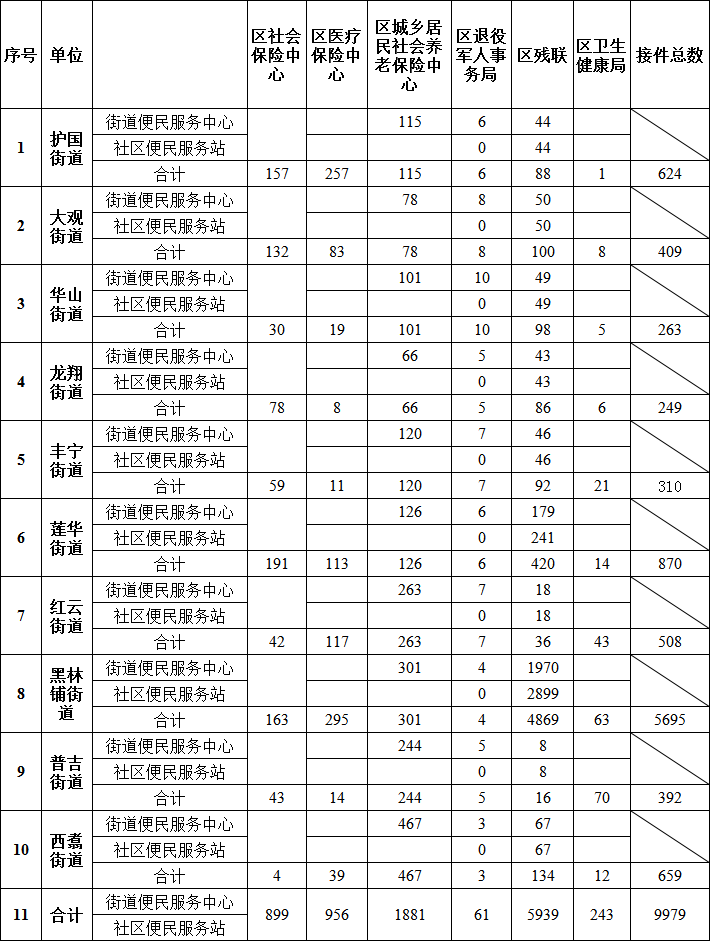 序号 单位 区社会保险中心 区医疗保险中心 区城乡居民社会养老保险中心 区退役军人事务局 区残联 区卫生健康局 接件总数
1 护国街道 街道便民服务中心 115 6 44
社区便民服务站 0 44
合计 157 257 115 6 88 1 624
2 大观街道 街道便民服务中心 78 8 50
社区便民服务站 0 50
合计 132 83 78 8 100 8 409
3 华山街道 街道便民服务中心 101 10 49
社区便民服务站 0 49
合计 30 19 101 10 98 5 263
4 龙翔街道 街道便民服务中心 66 5 43
社区便民服务站 0 43
合计 78 8 66 5 86 6 249
5 丰宁街道 街道便民服务中心 120 7 46
社区便民服务站 0 46
合计 59 11 120 7 92 21 310
6 莲华街道 街道便民服务中心 126 6 179
社区便民服务站 0 241
合计 191 113 126 6 420 14 870
7 红云街道 街道便民服务中心 263 7 18
社区便民服务站 0 18
合计 42 117 263 7 36 43 508
8 黑林铺街道 街道便民服务中心 301 4 1970
社区便民服务站 0 2899
合计 163 295 301 4 4869 63 5695
9 普吉街道 街道便民服务中心 244 5 8
社区便民服务站 0 8
合计 43 14 244 5 16 70 392
10 西翥街道 街道便民服务中心 467 3 67
社区便民服务站 0 67
合计 4 39 467 3 134 12 659
11 合计 街道便民服务中心 899 956 1881 61 5939 243 9979
社区便民服务站